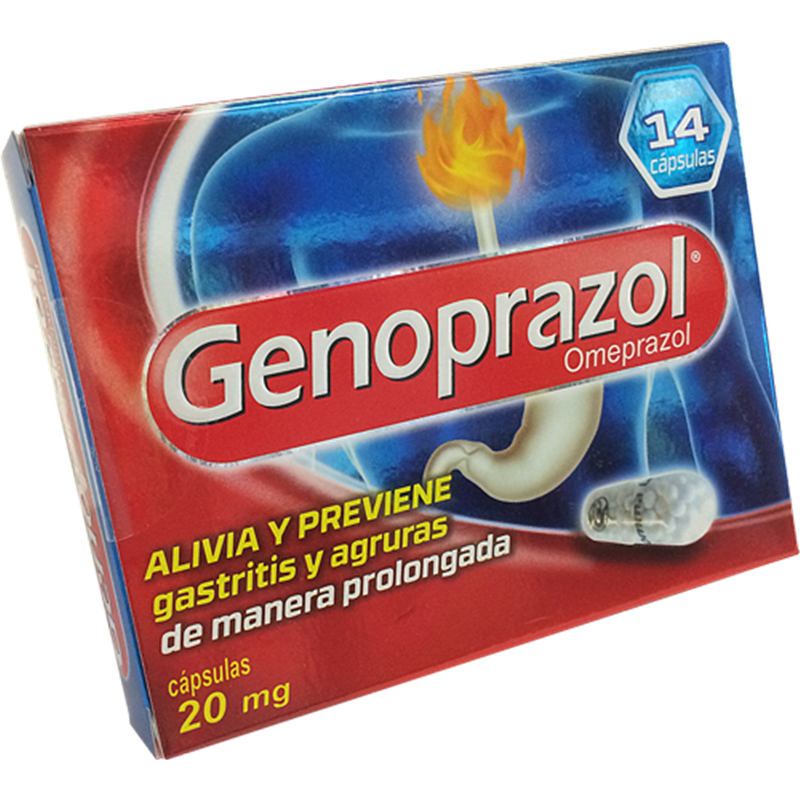 14
cápsulas
Genoprazol®
Omeprazol
ALIVIA Y PREVIENE
gastritis y agruras
de manera prolongada
cápsulas
20 mg